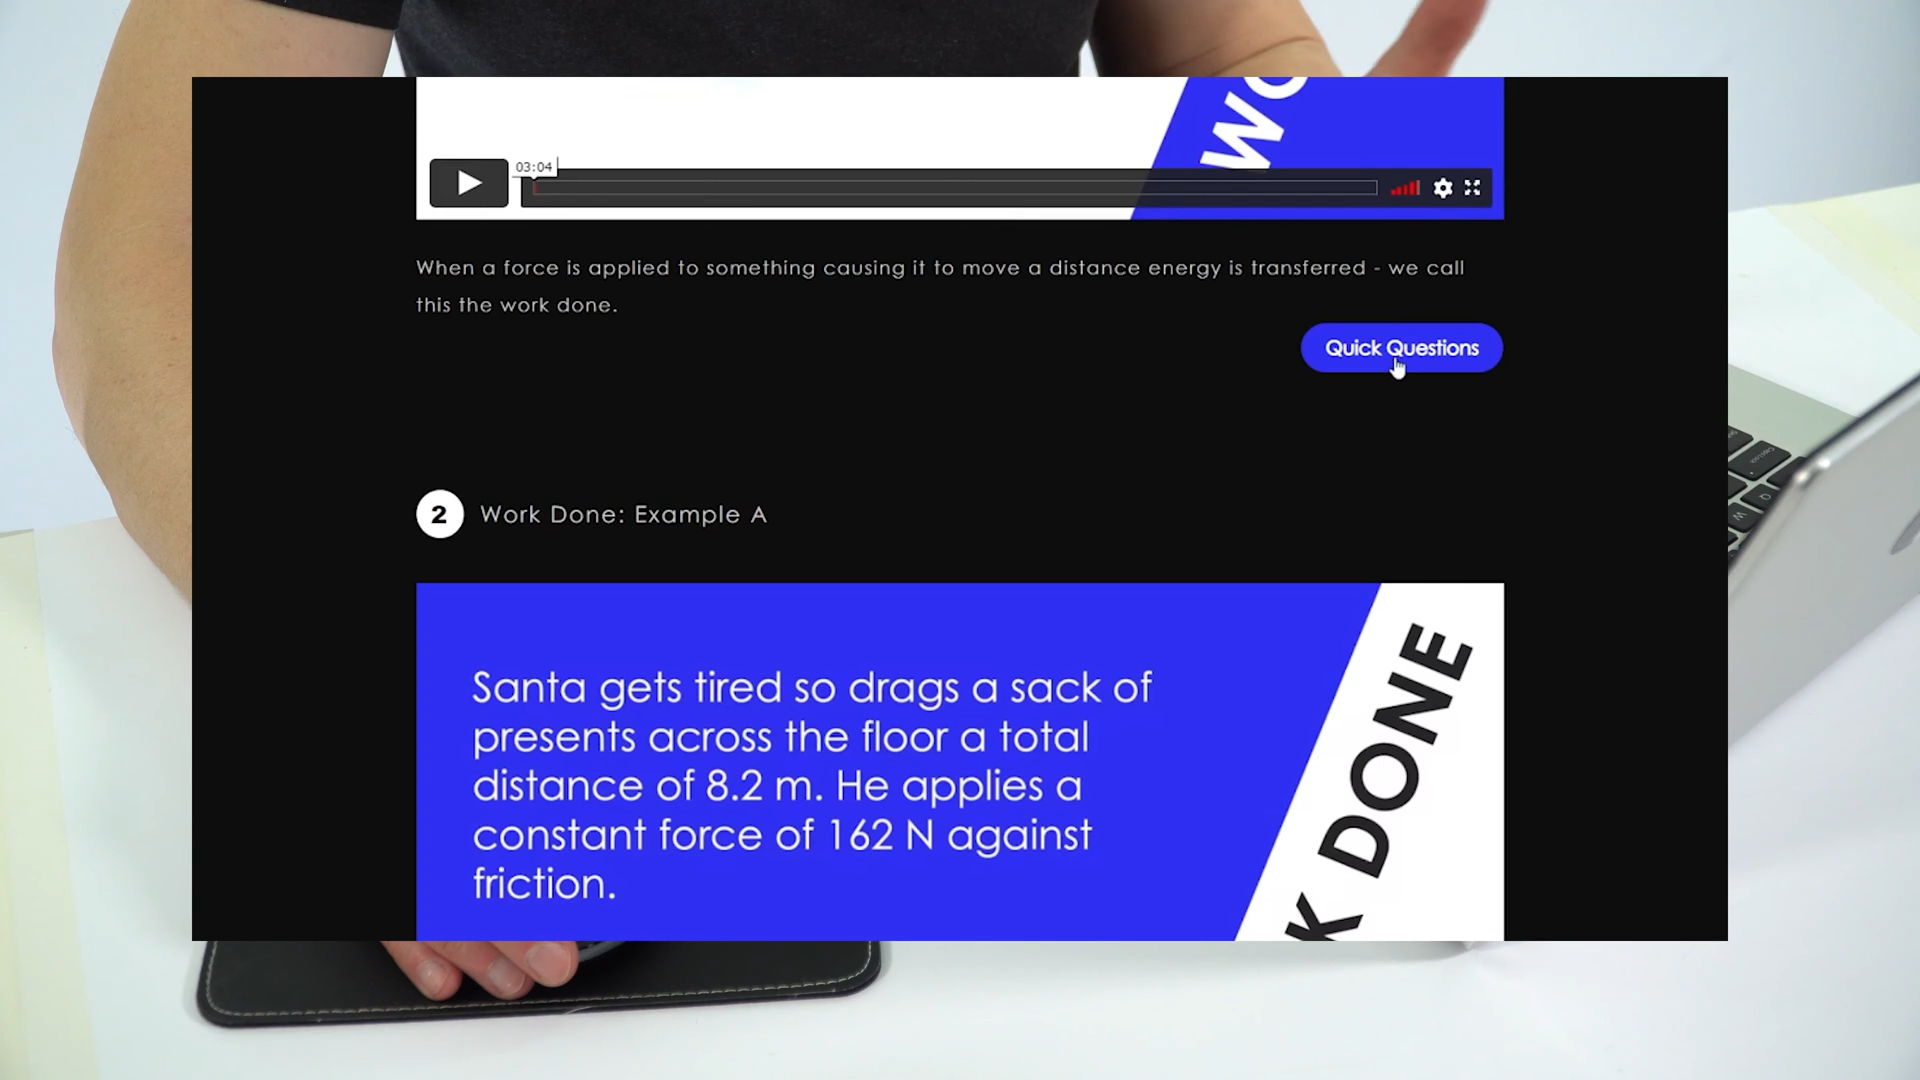 WO
03:04
When a force is applied to something causing it to move a distance energy is transferred - we call
this the work done.
Quick Questions
2 Work Done: Example A
Santa gets tired so drags a sack of
presents across the floor a total
distance of 8.2 m. He applies a
constant force of 162 N against
friction.
K DONE